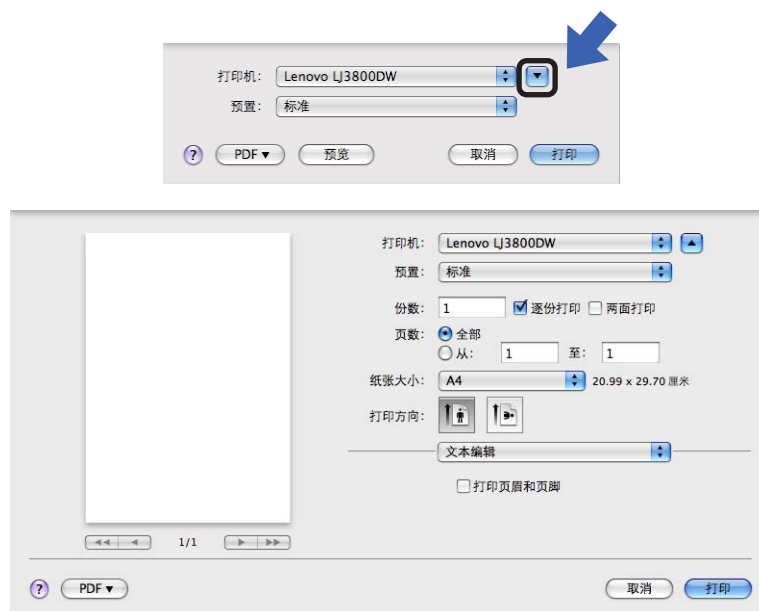 打印机: Lenovo LJ3800DW
预置: 标准
? PDF▼ 预览 取消 打印
打印机: Lenovo LJ3800DW
预置: 标准
份数: 1 逐份打印 两面打印
页数: 全部
从: 1 至: 1
纸张大小: A4 20.99 x 29.70 厘米
打印方向:
文本编辑
打印页眉和页脚
1/1
? PDF▼ 取消 打印